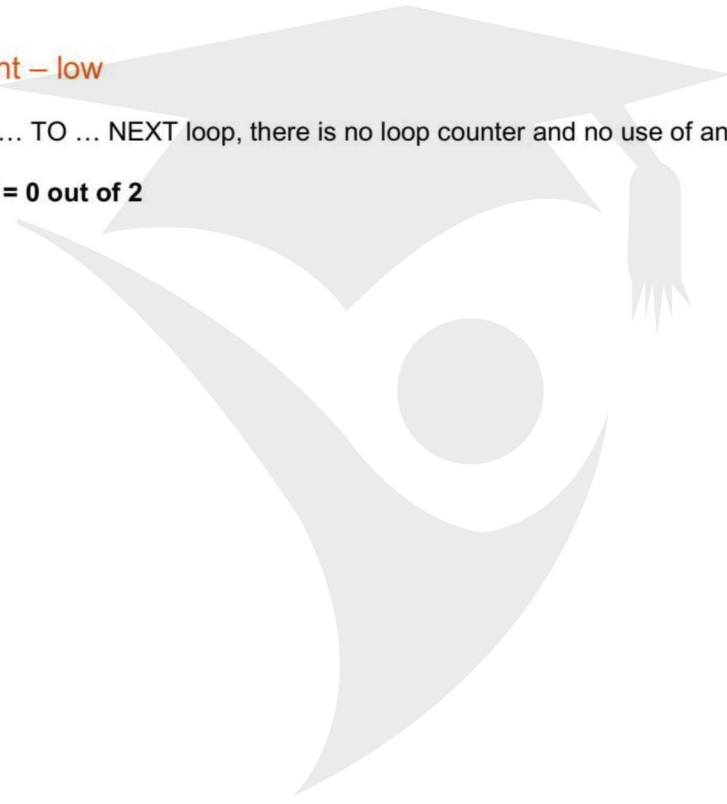 nt – low
... TO ... NEXT loop, there is no loop counter and no use of an
= 0 out of 2